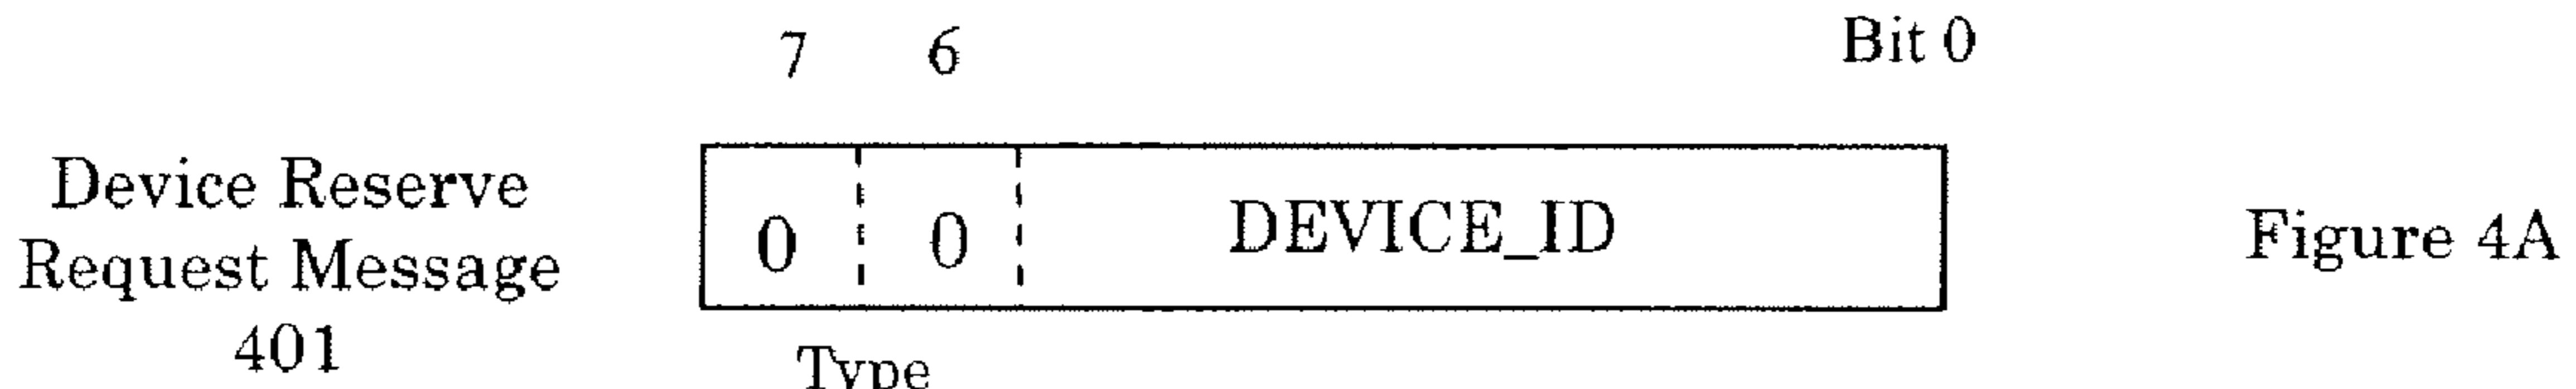 7 6 Bit 0
Device Reserve
Request Message
401
0 0 DEVICE_ID
Type
Figure 4A